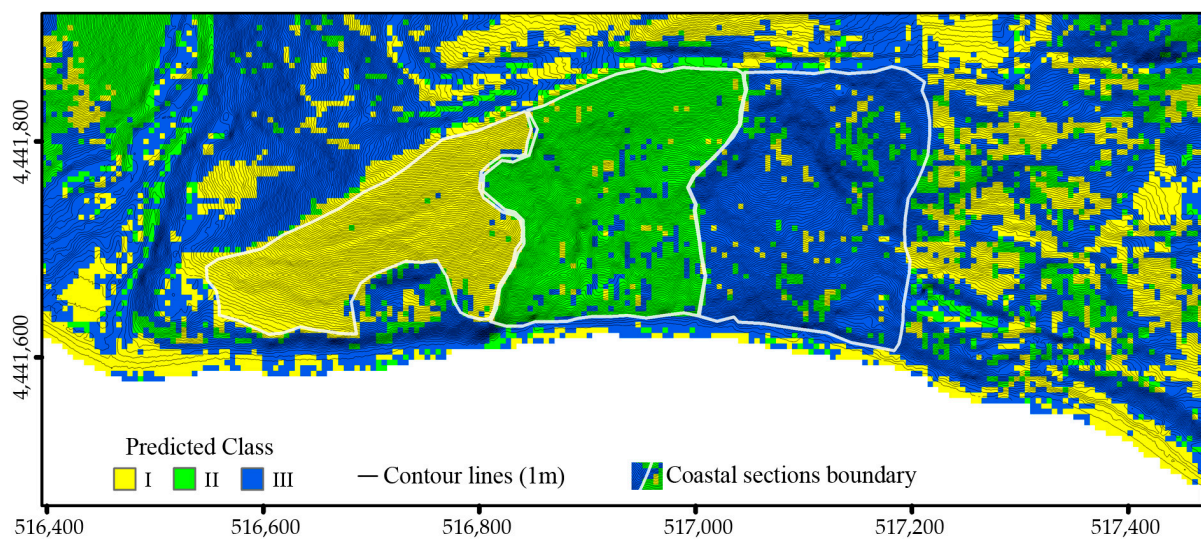 4,441,800
4,441,600
Predicted Class
I II III Contour lines (1m) Coastal sections boundary
516,400 516,600 516,800 517,000 517,200 517,400